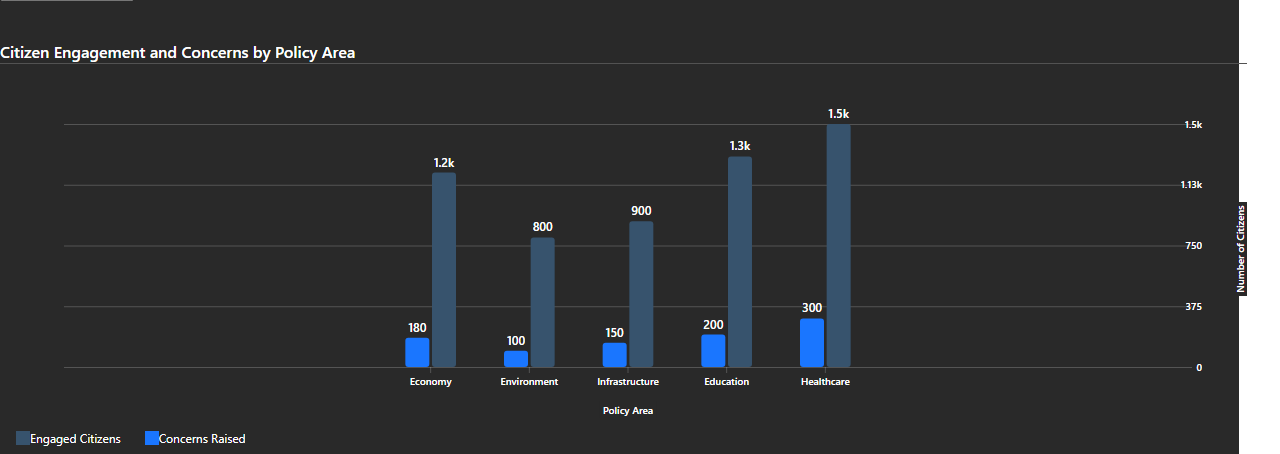 Citizen Engagement and Concerns by Policy Area
1.5k
1.5k
1.3k
1.2k
1.13k
900
800
750
375
300
180
200
150
100
0
Economy Environment Infrastructure Education Healthcare
Policy Area
Number of Citizens
Engaged Citizens Concerns Raised